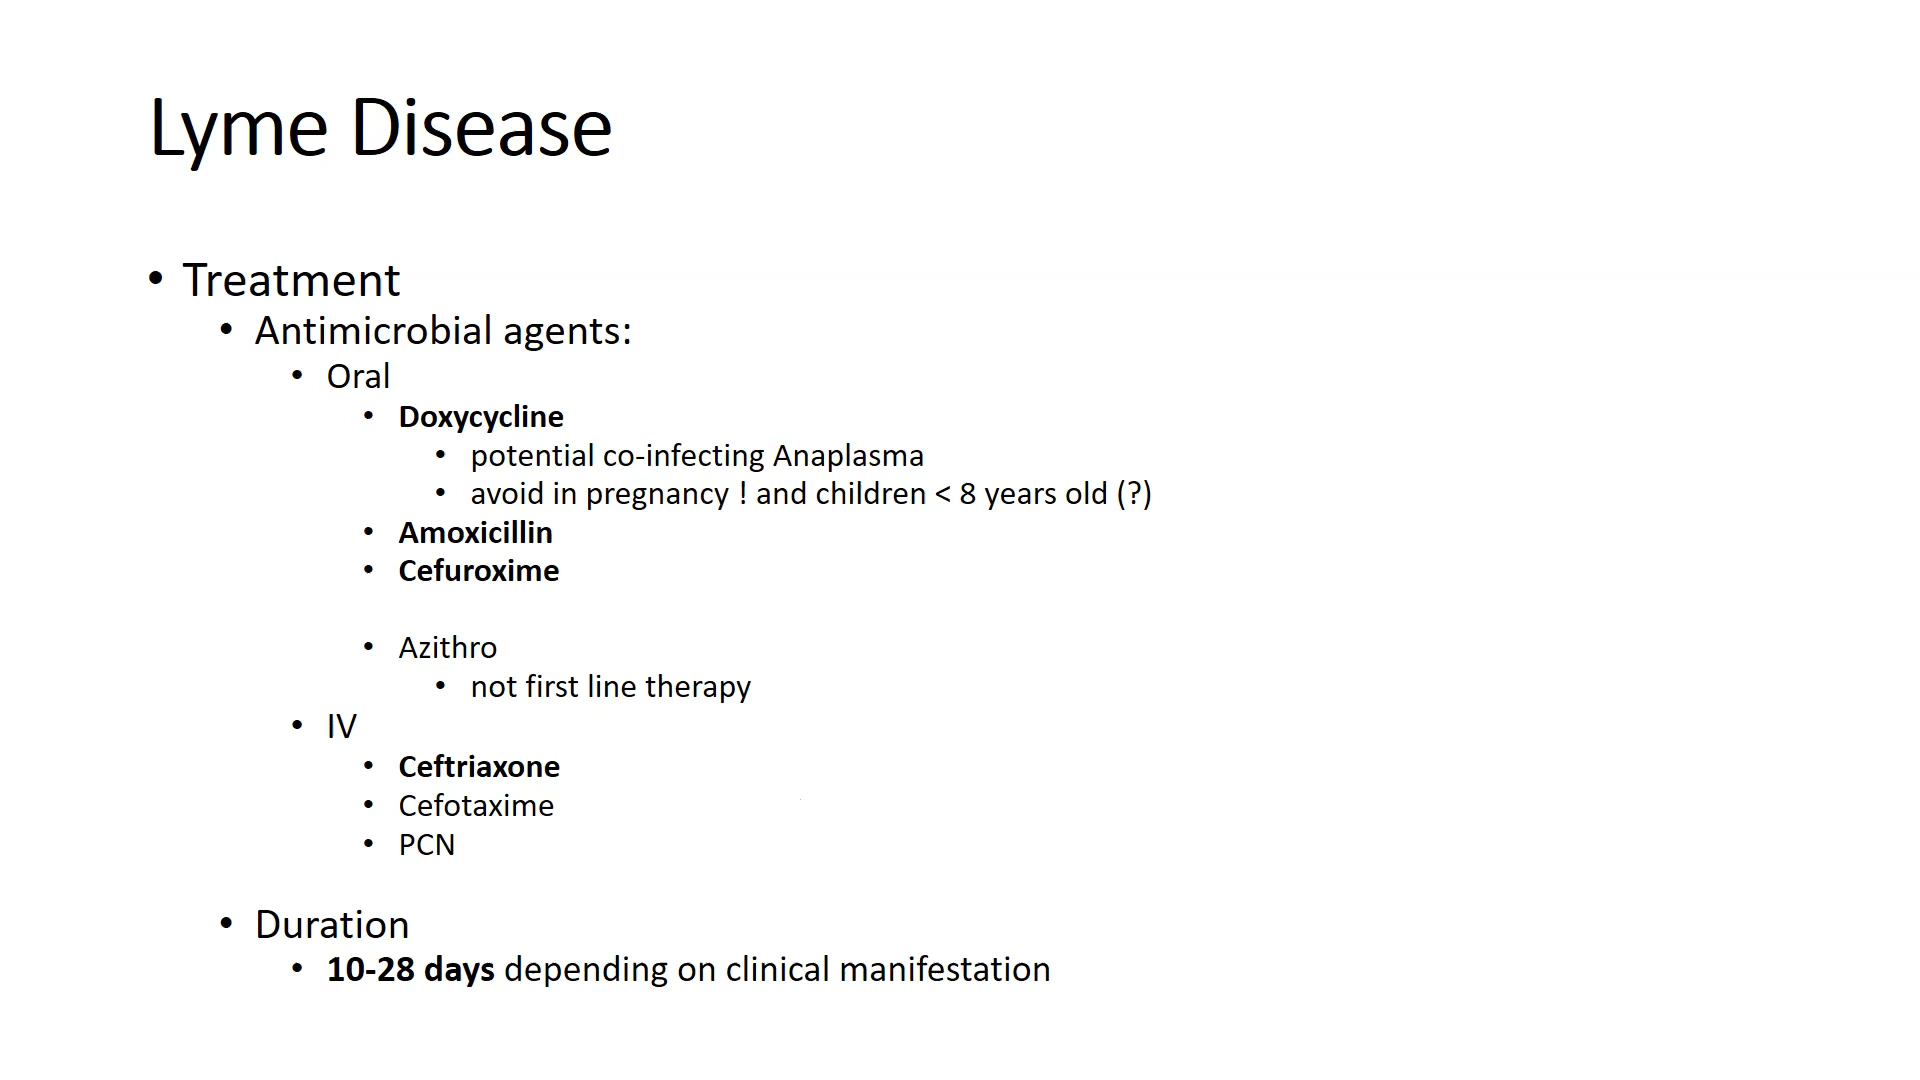 Lyme Disease
• Treatment
• Antimicrobial agents:
• Oral
• Doxycycline
• potential co-infecting Anaplasma
• avoid in pregnancy ! and children < 8 years old (?)
• Amoxicillin
• Cefuroxime
• Azithro
• not first line therapy
• IV
• Ceftriaxone
• Cefotaxime
• PCN
• Duration
• 10-28 days depending on clinical manifestation